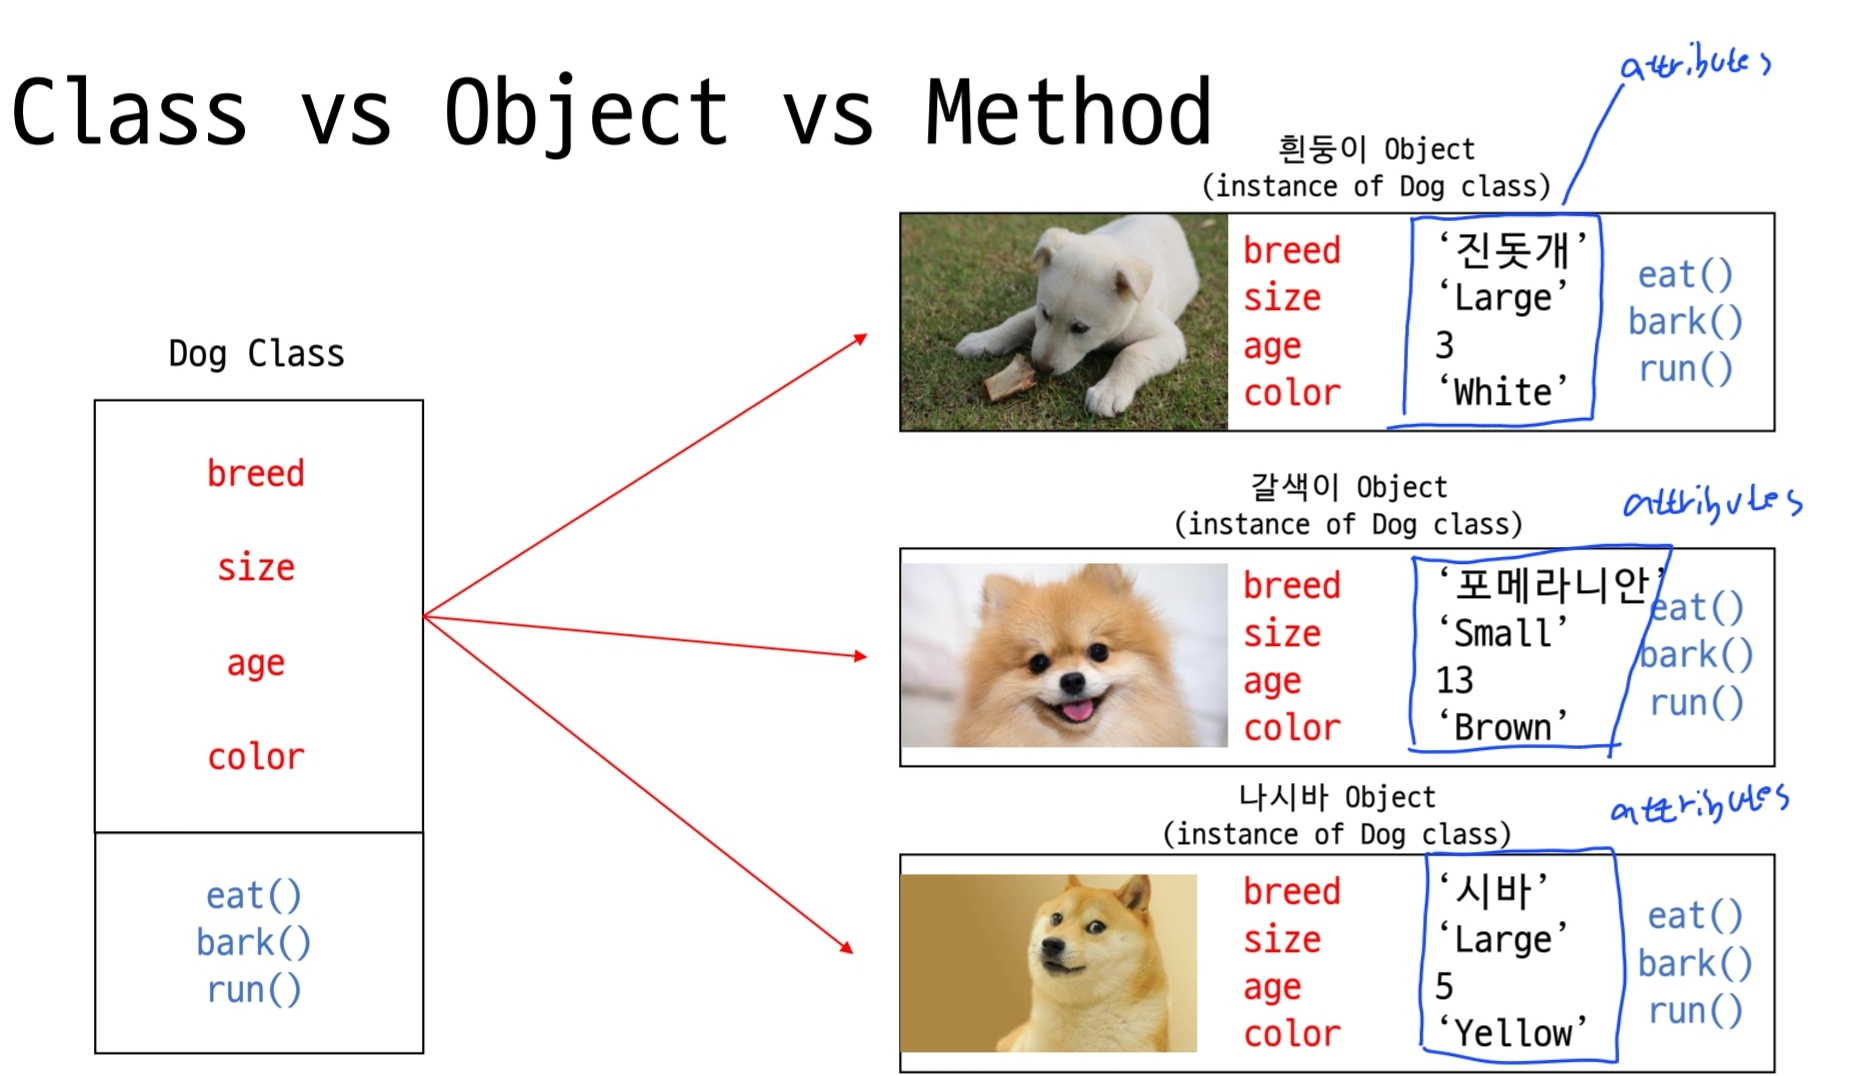 Class vs Object vs Method
attributes
흰둥이 Object
(instance of Dog class)
breed ‘진돗개’
size ‘Large’
age 3
color ‘White’
eat()
bark()
run()
Dog Class
breed
size
age
color
eat()
bark()
run()
갈색이 Object
(instance of Dog class)
attributes
breed ‘포메라니안’
size ‘Small’
age 13
color ‘Brown’
eat()
bark()
run()
나시바 Object
(instance of Dog class)
attributes
breed ‘시바’
size ‘Large’
age 5
color ‘Yellow’
eat()
bark()
run()